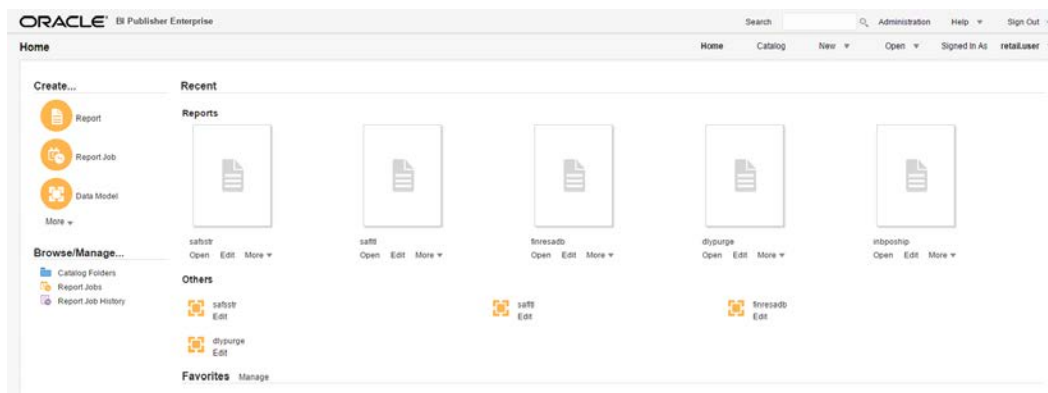 ORACLE® BI Publisher Enterprise Search Administration Help Sign Out
Home Home Catalog New Open Signed In As retail.user
Create...
Report
Report Job
Data Model
More
Browse/Manage...
Catalog Folders
Report Jobs
Report Job History
Recent
Reports
safsstr safttl finresadb dlypurge inbpoship
Open Edit More Open Edit More Open Edit More Open Edit More Open Edit More
Others
safsstr safttl finresadb
Edit Edit Edit
dlypurge
Edit
Favorites Manage